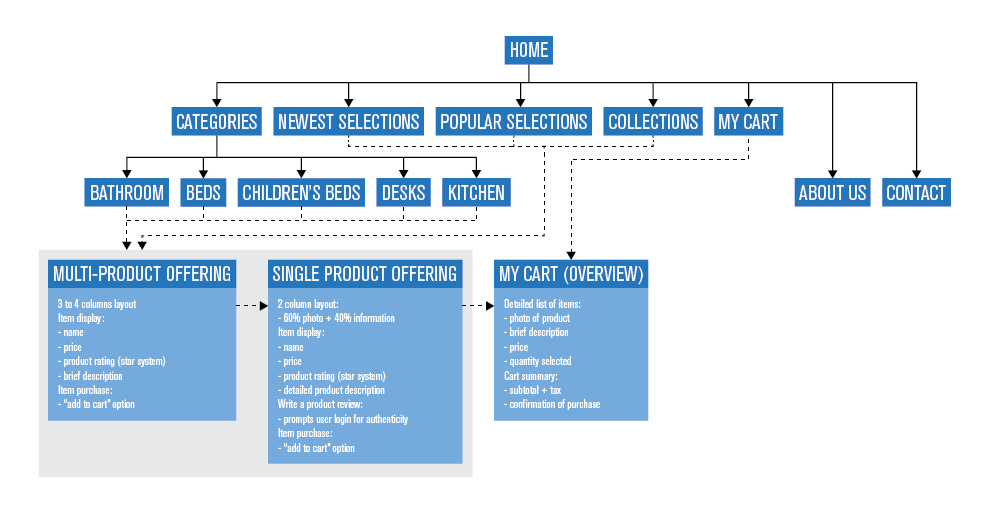 HOME
CATEGORIES
NEWEST SELECTIONS
POPULAR SELECTIONS
COLLECTIONS
MY CART
BATHROOM
BEDS
CHILDREN'S BEDS
DESKS
KITCHEN
ABOUT US
CONTACT
MULTI-PRODUCT OFFERING
3 to 4 columns layout
Item display:
- name
- price
- product rating (star system)
- brief description
Item purchase:
- “add to cart” option
SINGLE PRODUCT OFFERING
2 column layout:
- 60% photo + 40% information
Item display:
- name
- price
- product rating (star system)
- detailed product description
Write a product review:
- prompts user login for authenticity
Item purchase:
- “add to cart” option
MY CART (OVERVIEW)
Detailed list of items:
- photo of product
- brief description
- price
- quantity selected
Cart summary:
- subtotal + tax
- confirmation of purchase